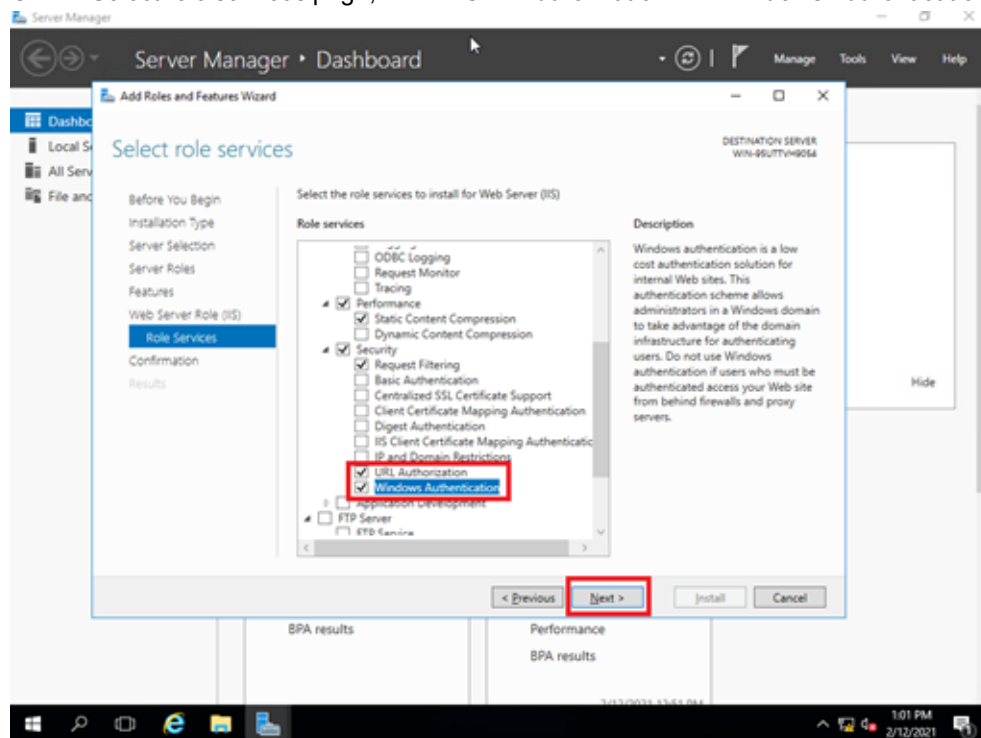 Server Manager
Server Manager • Dashboard
Manage Tools View Help
Add Roles and Features Wizard
Dashbo
Local Se
All Serv
File and
Select role services
DESTINATION SERVER
Before You Begin
Installation Type
Server Selection
Server Roles
Features
Web Server Role (IIS)
Role Services
Confirmation
Results
Select the role services to install for Web Server (IIS)
Role services
ODBC Logging
Request Monitor
Tracing
Performance
Static Content Compression
Dynamic Content Compression
Security
Request Filtering
Basic Authentication
Centralized SSL Certificate Support
Client Certificate Mapping Authentication
Digest Authentication
IIS Client Certificate Mapping Authenticatic
IP and Domain Restrictions
URL Authorization
Windows Authentication
Application Development
FTP Server
FTP Service
Description
Windows authentication is a low
cost authentication solution for
internal Web sites. This
authentication scheme allows
administrators in a Windows domain
to take advantage of the domain
infrastructure for authenticating
users. Do not use Windows
authentication if users who must be
authenticated access your Web site
from behind firewalls and proxy
servers.
Hide
< Previous Next > Install Cancel
BPA results
Performance
BPA results
2/12/2021 12:51 PM
1:01 PM
2/12/2021